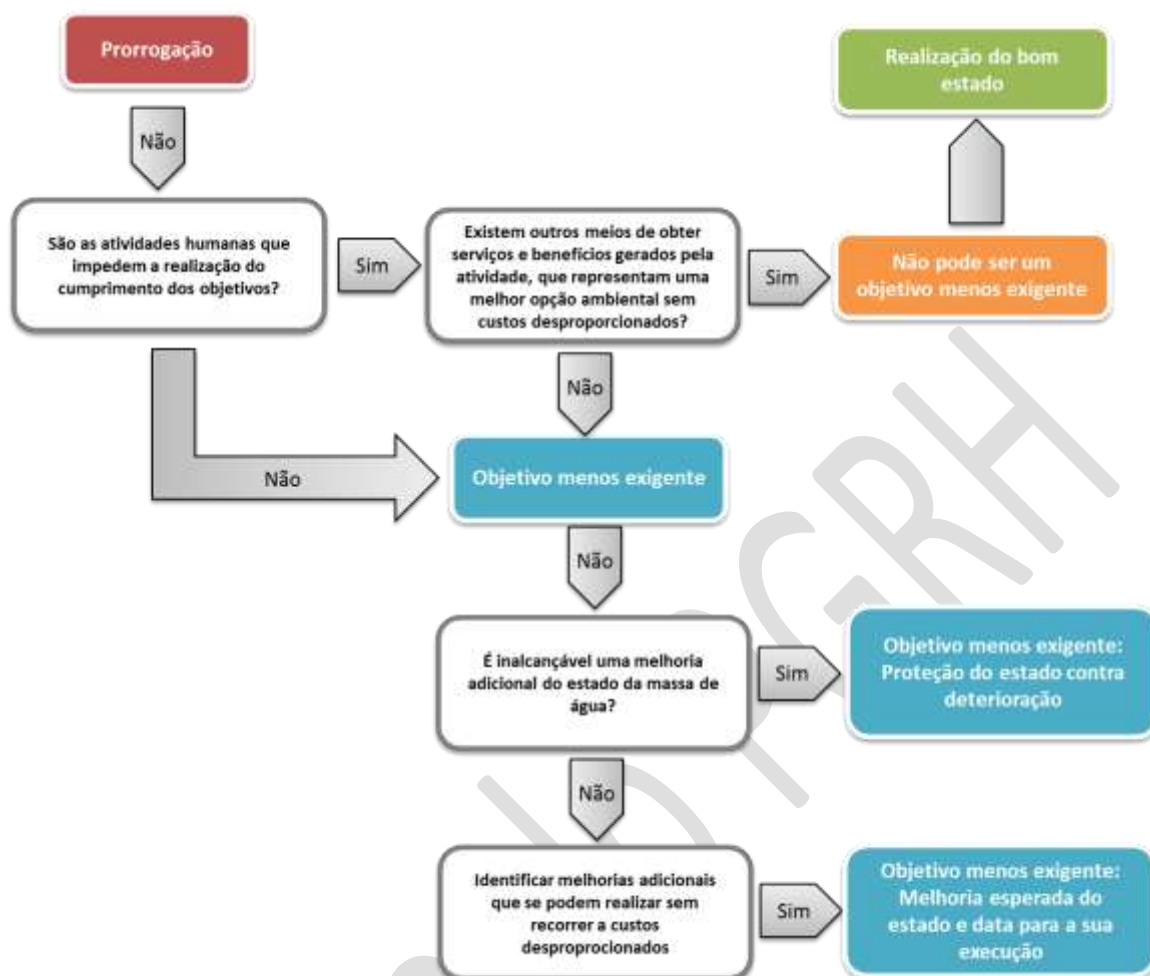 Prorrogação
Realização do bom
estado
Não
São as atividades humanas que
impedem a realização do
cumprimento dos objetivos?
Sim
Existem outros meios de obter
serviços e benefícios gerados pela
atividade, que representam uma
melhor opção ambiental sem
custos desproporcionados?
Sim
Não pode ser um
objetivo menos exigente
Não
Não
Objetivo menos exigente
Não
É inalcançável uma melhoria
adicional do estado da massa de
água?
Sim
Objetivo menos exigente:
Proteção do estado contra
deterioração
Não
Identificar melhorias adicionais
que se podem realizar sem
recorrer a custos
desproprocionados
Sim
Objetivo menos exigente:
Melhoria esperada do
estado e data para a sua
execução
PGRH